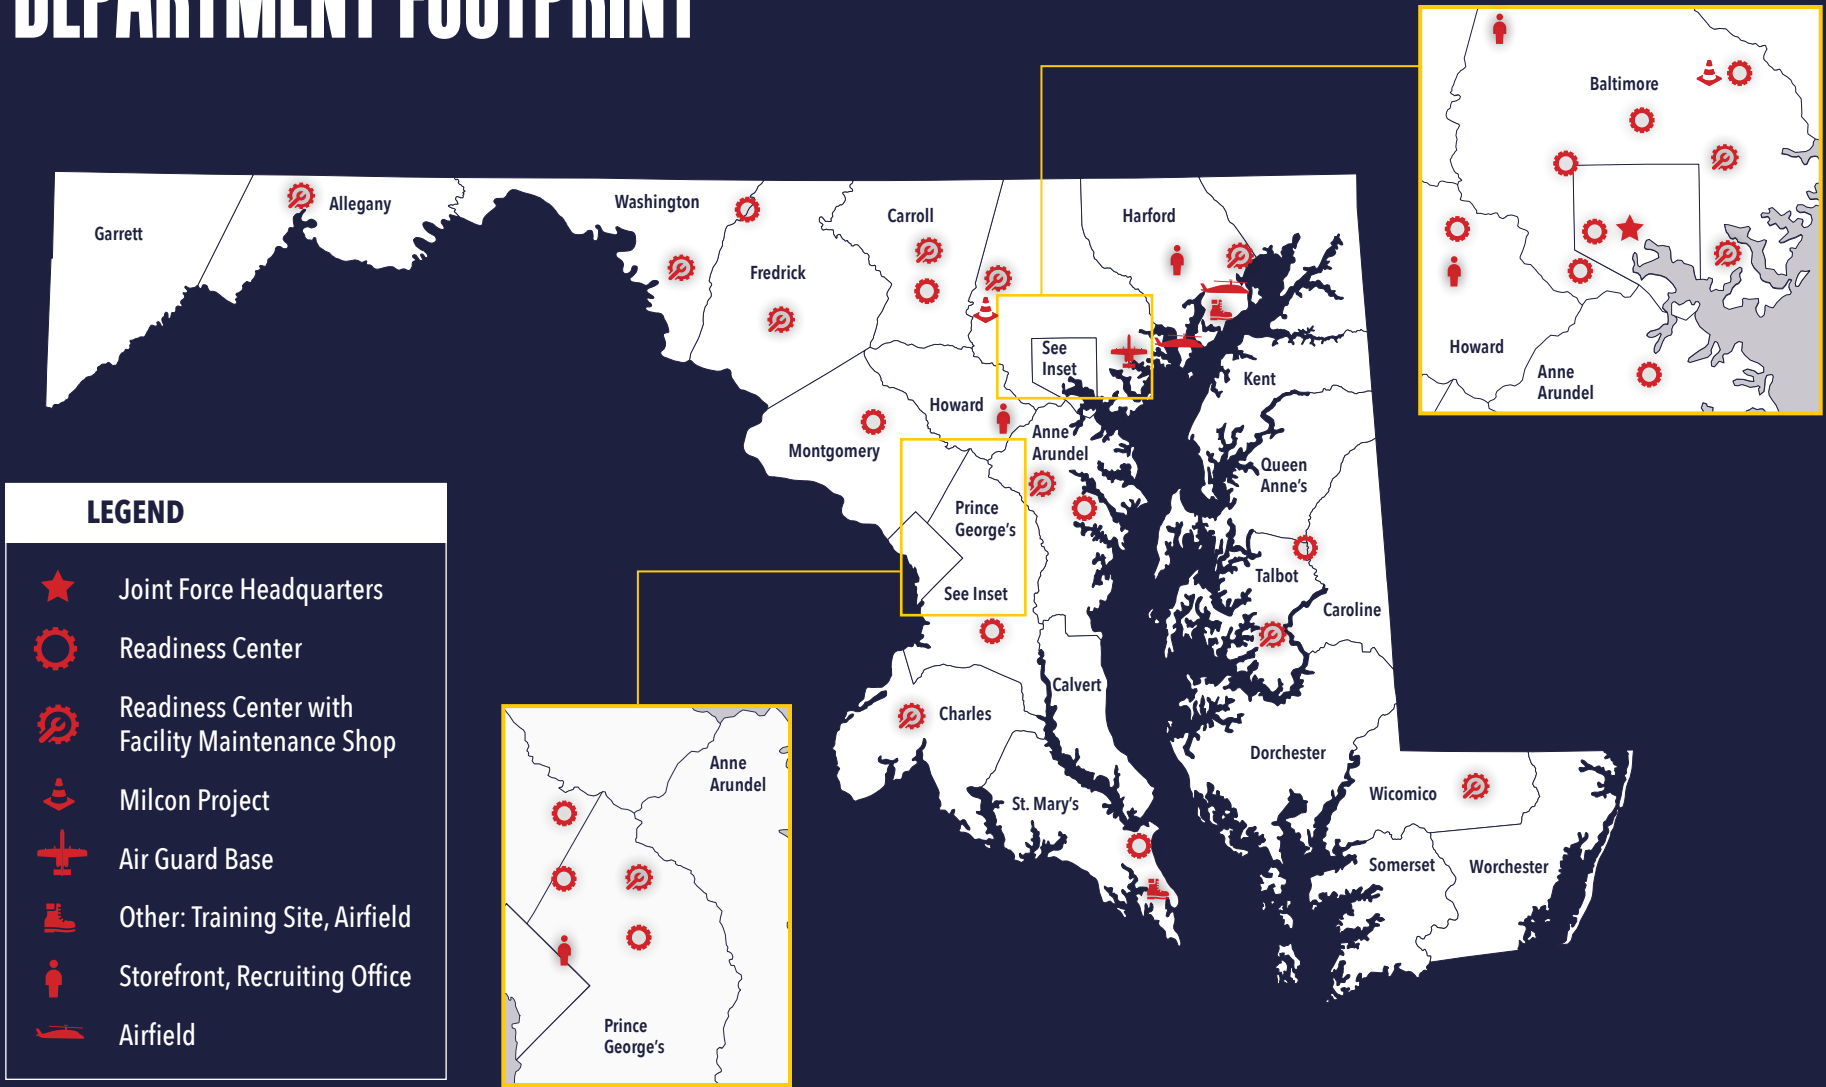 DEPARTMENT FOOTPRINT
Baltimore
Howard
Anne
Arundel
Garrett
Allegany
Washington
Fredrick
Carroll
Harford
See
Inset
Kent
Howard
Anne
Arundel
Montgomery
Queen
Anne's
Prince
George's
See Inset
Talbot
Caroline
Calvert
Charles
St. Mary's
Dorchester
Wicomico
Somerset
Worchester
LEGEND
Joint Force Headquarters
Readiness Center
Readiness Center with
Facility Maintenance Shop
Milcon Project
Air Guard Base
Other: Training Site, Airfield
Storefront, Recruiting Office
Airfield
Anne
Arundel
Prince
George's